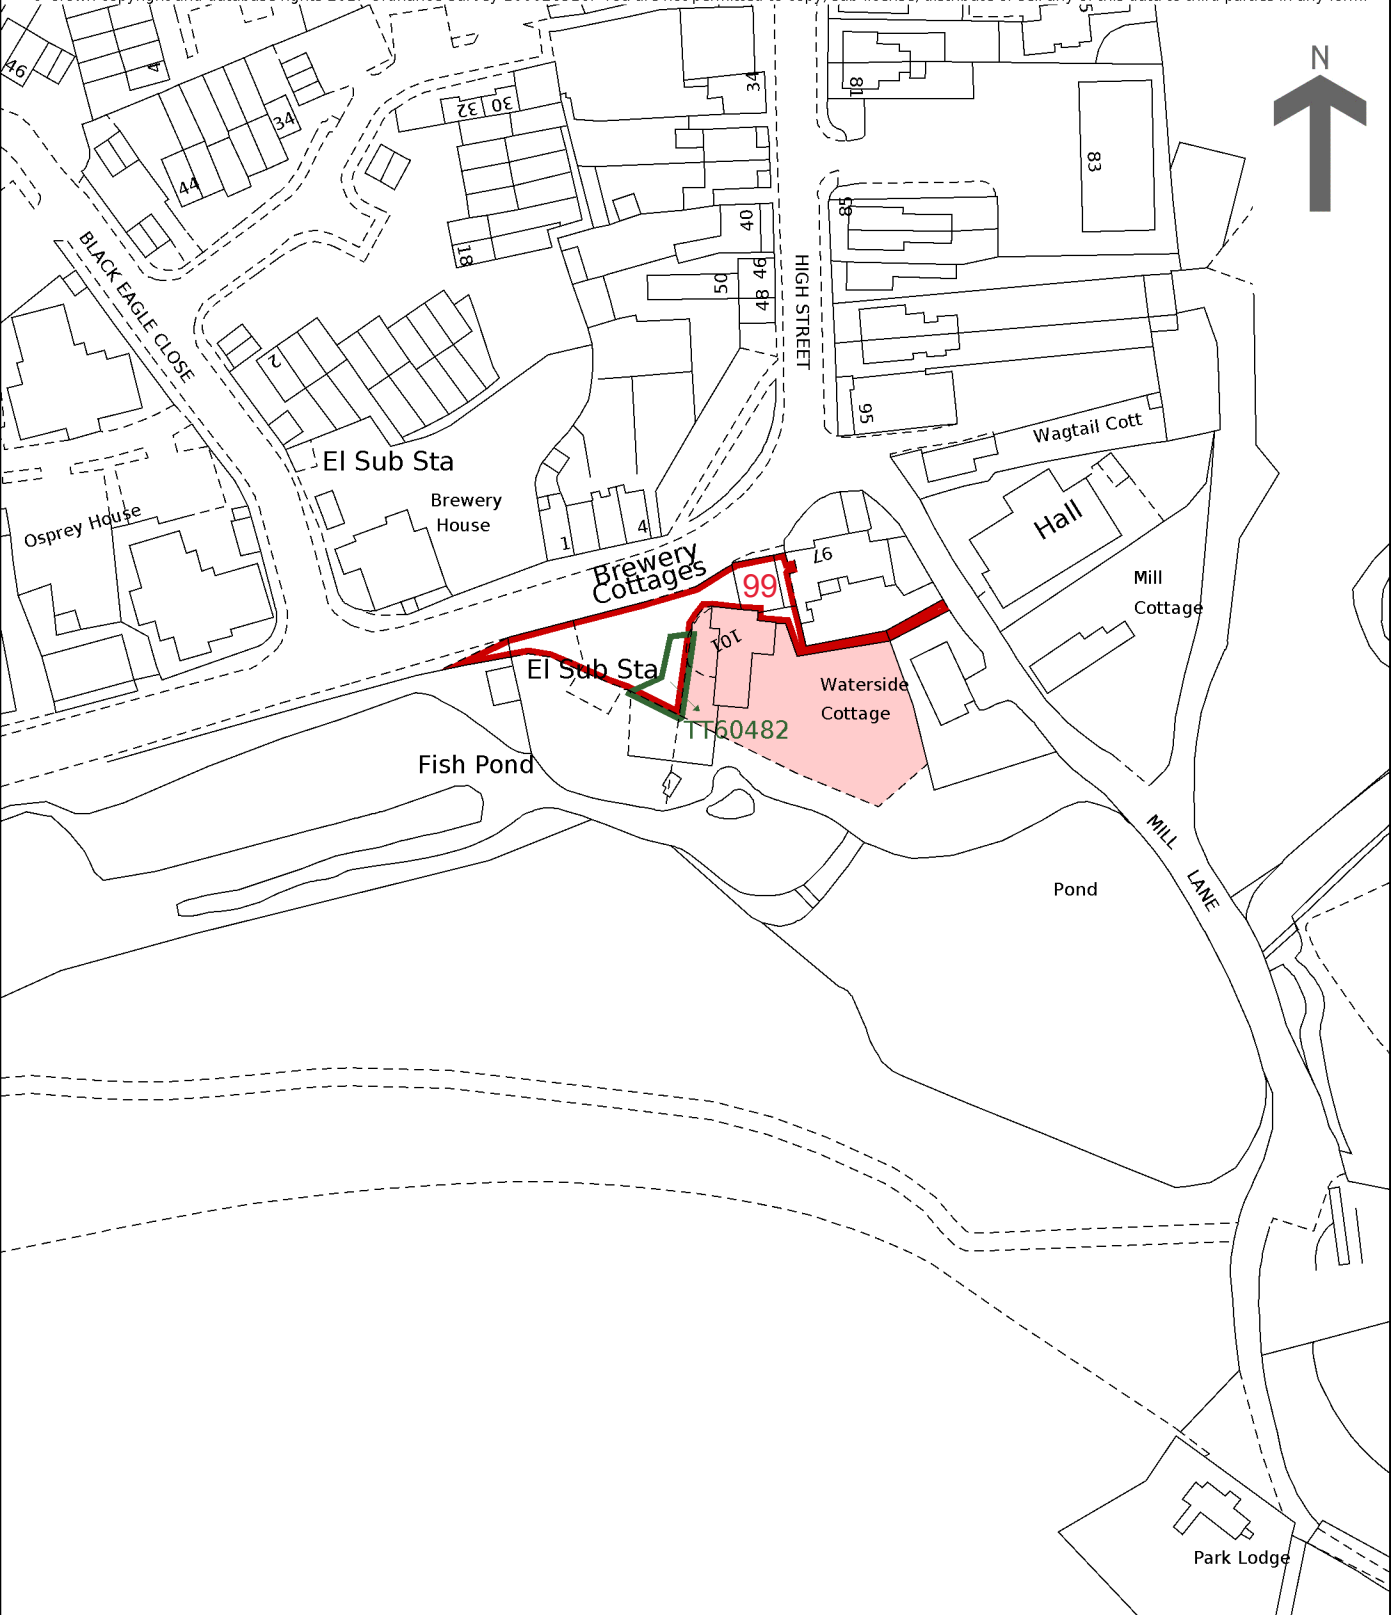 N
46
4
34
44
32
30
34
81
83
85
18
40
46
50
48
BLACK EAGLE CLOSE
HIGH STREET
2
95
Wagtail Cott
El Sub Sta
Brewery
House
Osprey House
Hall
1
4
Brewery
Cottages
97
99
Mill
Cottage
101
El Sub Sta
Waterside
Cottage
TT60482
Fish Pond
MILL LANE
Pond
Park Lodge